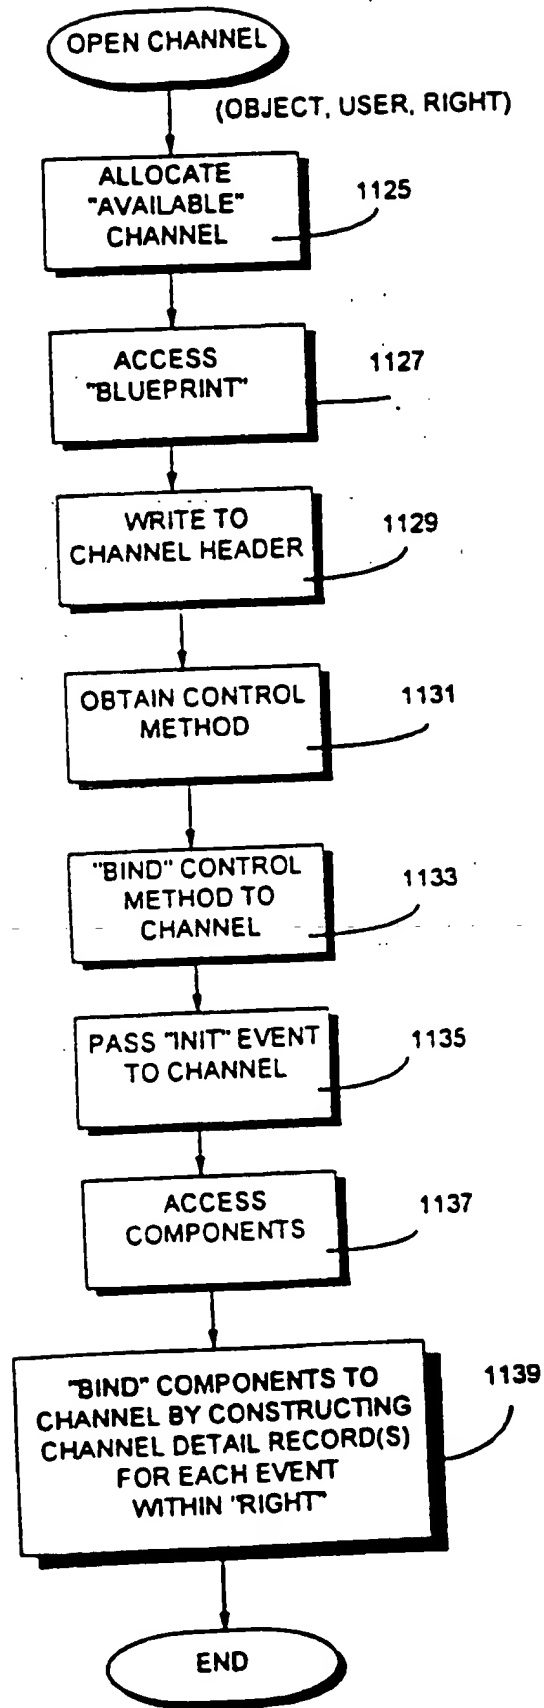 OPEN CHANNEL
(OBJECT, USER, RIGHT)
ALLOCATE
"AVAILABLE"
CHANNEL
1125
ACCESS
"BLUEPRINT"
1127
WRITE TO
CHANNEL HEADER
1129
OBTAIN CONTROL
METHOD
1131
"BIND" CONTROL
METHOD TO
CHANNEL
1133
PASS "INIT" EVENT
TO CHANNEL
1135
ACCESS
COMPONENTS
1137
"BIND" COMPONENTS TO
CHANNEL BY CONSTRUCTING
CHANNEL DETAIL RECORD(S)
FOR EACH EVENT
WITHIN "RIGHT"
1139
END